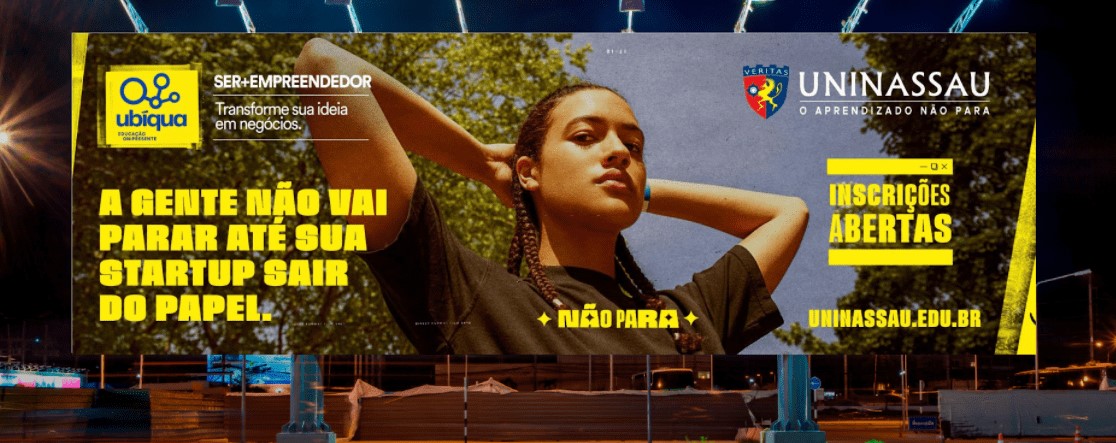 ubíqua
EDUCAÇÃO
ONIPRESENTE
SER+EMPREENDEDOR
Transforme sua ideia
em negócios.
VERITAS
UNINASSAU
O APRENDIZADO NÃO PARA
A GENTE NÃO VAI
PARAR ATÉ SUA
STARTUP SAIR
DO PAPEL.
INSCRIÇÕES
ABERTAS
NÃO PARA
UNINASSAU.EDU.BR